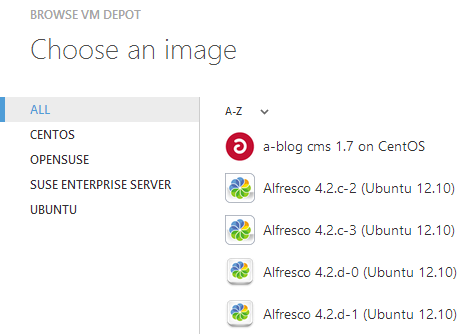 BROWSE VM DEPOT
Choose an image
ALL
CENTOS
OPENSUSE
SUSE ENTERPRISE SERVER
UBUNTU
A-Z
a-blog cms 1.7 on CentOS
Alfresco 4.2.c-2 (Ubuntu 12.10)
Alfresco 4.2.c-3 (Ubuntu 12.10)
Alfresco 4.2.d-0 (Ubuntu 12.10)
Alfresco 4.2.d-1 (Ubuntu 12.10)